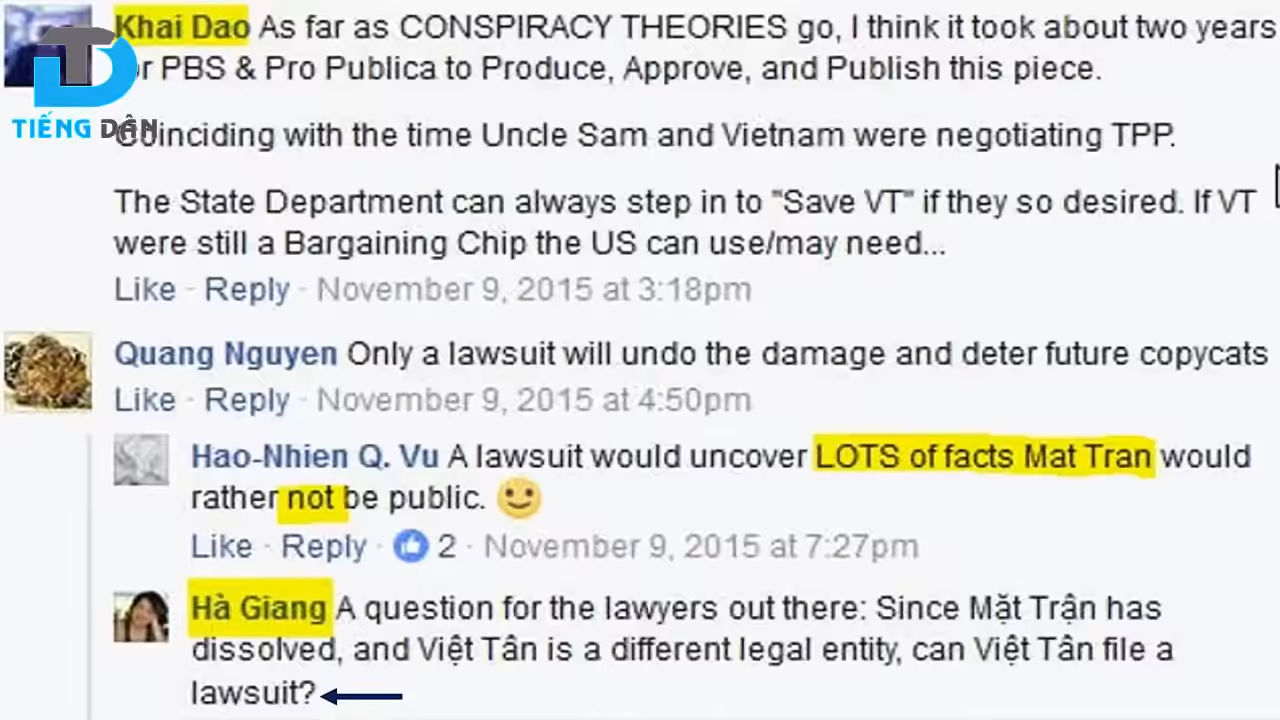 Khai Dao As far as CONSPIRACY THEORIES go, I think it took about two years
or PBS & Pro Publica to Produce, Approve, and Publish this piece.
TIẾNG DÂN
Coinciding with the time Uncle Sam and Vietnam were negotiating TPP.
The State Department can always step in to "Save VT" if they so desired. If VT
were still a Bargaining Chip the US can use/may need...
Like · Reply · November 9, 2015 at 3:18pm
Quang Nguyen Only a lawsuit will undo the damage and deter future copycats
Like · Reply · November 9, 2015 at 4:50pm
Hao-Nhien Q. Vu A lawsuit would uncover LOTS of facts Mat Tran would
rather not be public. 🙂
Like · Reply · 2 · November 9, 2015 at 7:27pm
Hà Giang A question for the lawyers out there: Since Mặt Trận has
dissolved, and Việt Tân is a different legal entity, can Việt Tân file a
lawsuit?